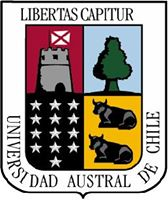 LIBERTAS CAPITUR
UNIVERSIDAD AUSTRAL DE CHILE